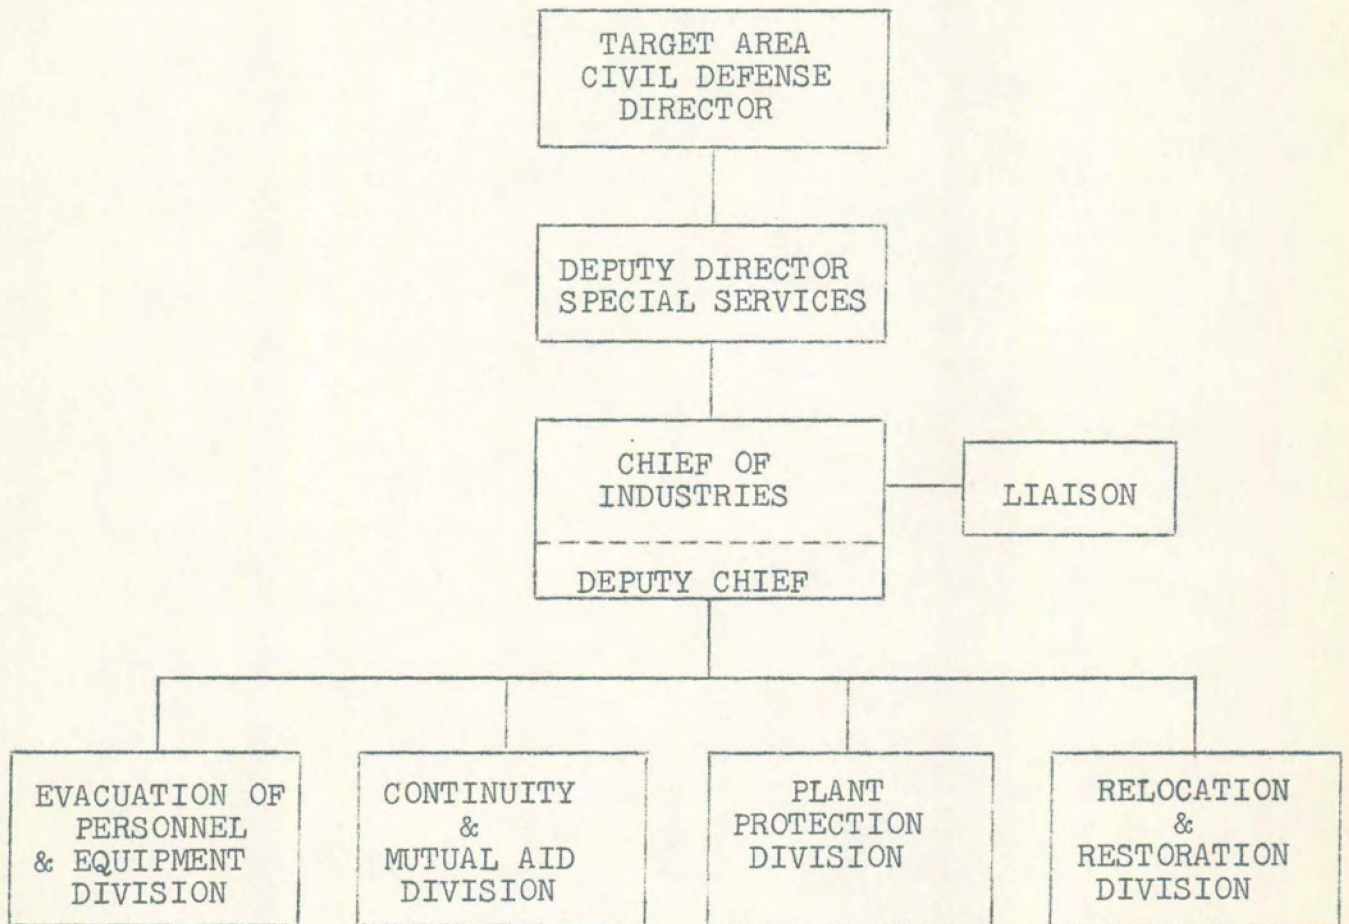 TARGET AREA
CIVIL DEFENSE
DIRECTOR
DEPUTY DIRECTOR
SPECIAL SERVICES
CHIEF OF
INDUSTRIES
LIAISON
DEPUTY CHIEF
EVACUATION OF
PERSONNEL
& EQUIPMENT
DIVISION
CONTINUITY
&
MUTUAL AID
DIVISION
PLANT
PROTECTION
DIVISION
RELOCATION
&
RESTORATION
DIVISION